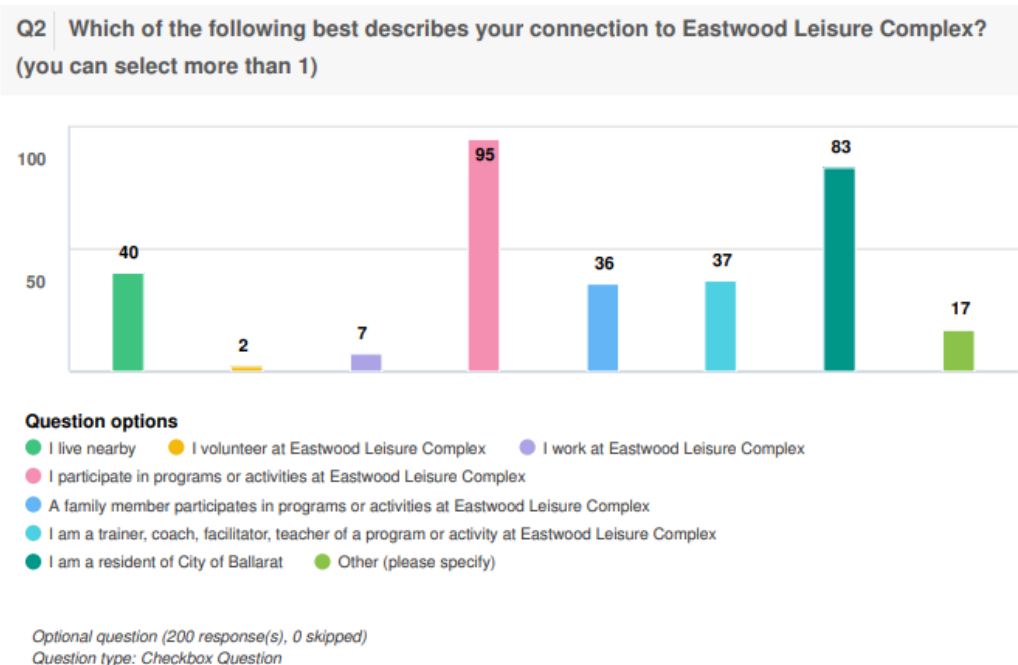 Q2 Which of the following best describes your connection to Eastwood Leisure Complex?
(you can select more than 1)
100
50
40
2
7
95
36
37
83
17
Question options
I live nearby I volunteer at Eastwood Leisure Complex I work at Eastwood Leisure Complex
I participate in programs or activities at Eastwood Leisure Complex
A family member participates in programs or activities at Eastwood Leisure Complex
I am a trainer, coach, facilitator, teacher of a program or activity at Eastwood Leisure Complex
I am a resident of City of Ballarat Other (please specify)
Optional question (200 response(s), 0 skipped)
Question type: Checkbox Question